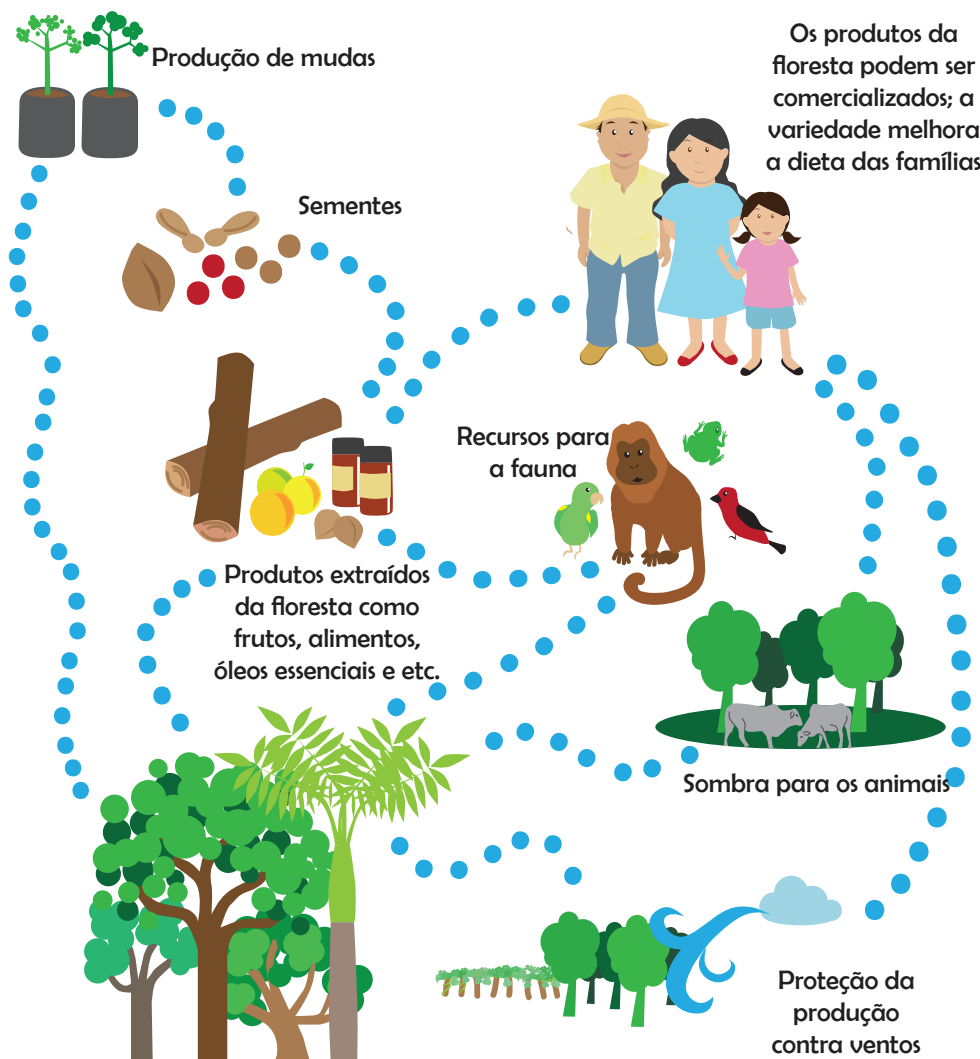 Produção de mudas
Os produtos da
floresta podem ser
comercializados; a
variedade melhora
a dieta das famílias
Sementes
Recursos para
a fauna
Produtos extraídos
da floresta como
frutos, alimentos,
óleos essenciais e etc.
Sombra para os animais
Proteção da
produção
contra ventos